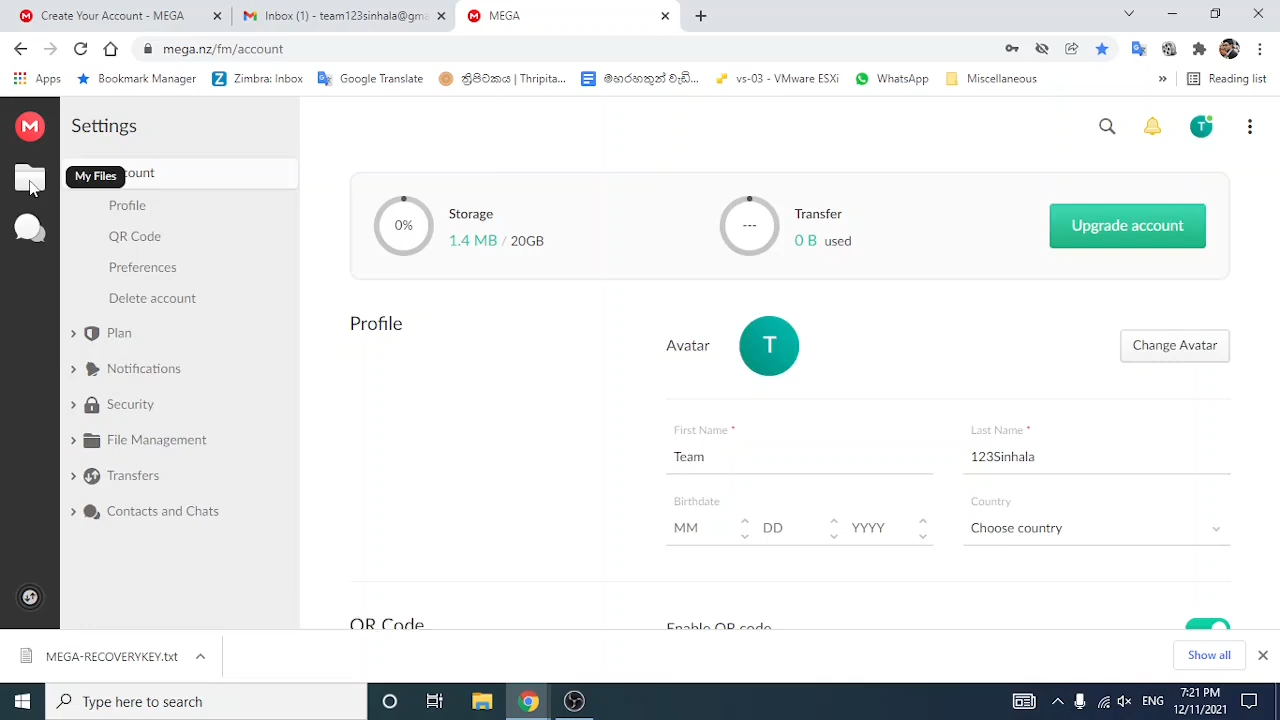 Create Your Account - MEGA
Inbox (1) - team123sinhala@gma
MEGA
mega.nz/fm/account
Apps
Bookmark Manager
Zimbra: Inbox
Google Translate
ත්‍රිපිටකය | Thripita...
මහරහතුන් වැඩි...
vs-03 - VMware ESXi
WhatsApp
Miscellaneous
»
Reading list
Settings
My Files
Profile
QR Code
Preferences
Delete account
Plan
Notifications
Security
File Management
Transfers
Contacts and Chats
T
0%
Storage
1.4 MB / 20GB
---
Transfer
0 B used
Upgrade account
Profile
Avatar
T
Change Avatar
First Name *
Team
Last Name *
123Sinhala
Birthdate
MM
DD
YYYY
Country
Choose country
QR Code
Enable QR code
MEGA-RECOVERYKEY.txt
Show all
Type here to search
ENG
7:21 PM
12/11/2021